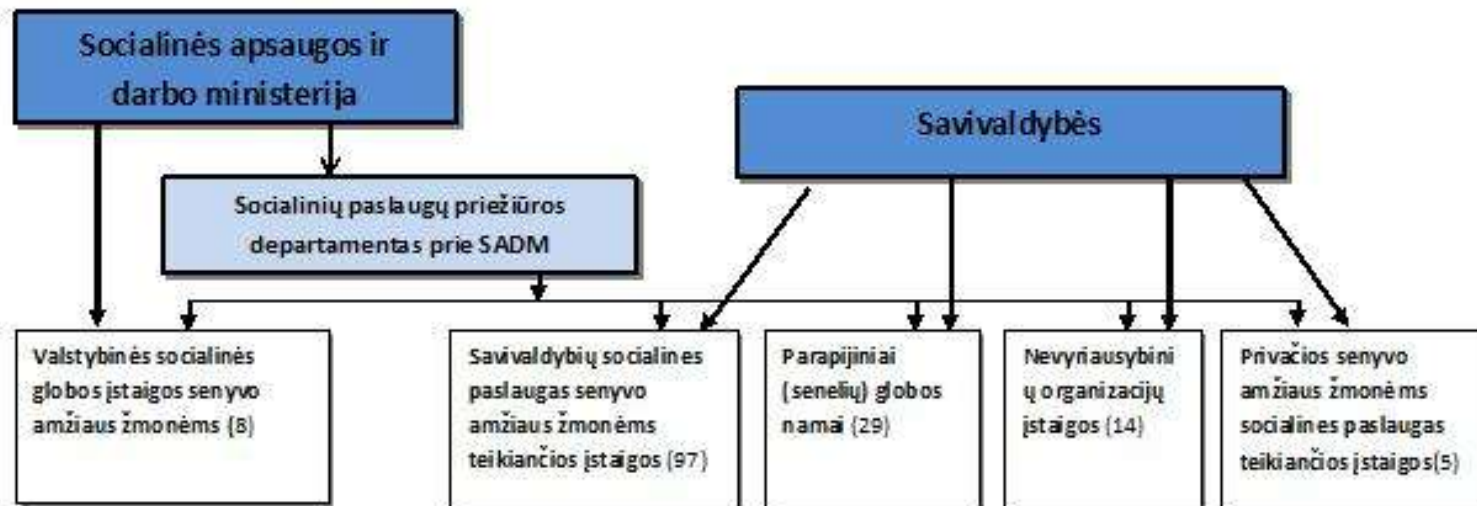 Socialinės apsaugos ir
darbo ministerija
Savivaldybės
Socialinių paslaugų priežiūros
departamentas prie SADM
Valstybinės socialinės
globos įstaigos senyvo
amžiaus žmonėms (8)
Savivaldybių socialines
paslaugas senyvo
amžiaus žmonėms
teikiančios įstaigos (97)
Parapijiniai
(senelių) globos
namai (29)
Nevyriausybini
ų organizacijų
įstaigos (14)
Privačios senyvo
amžiaus žmonėms
socialines paslaugas
teikiančios įstaigos(5)